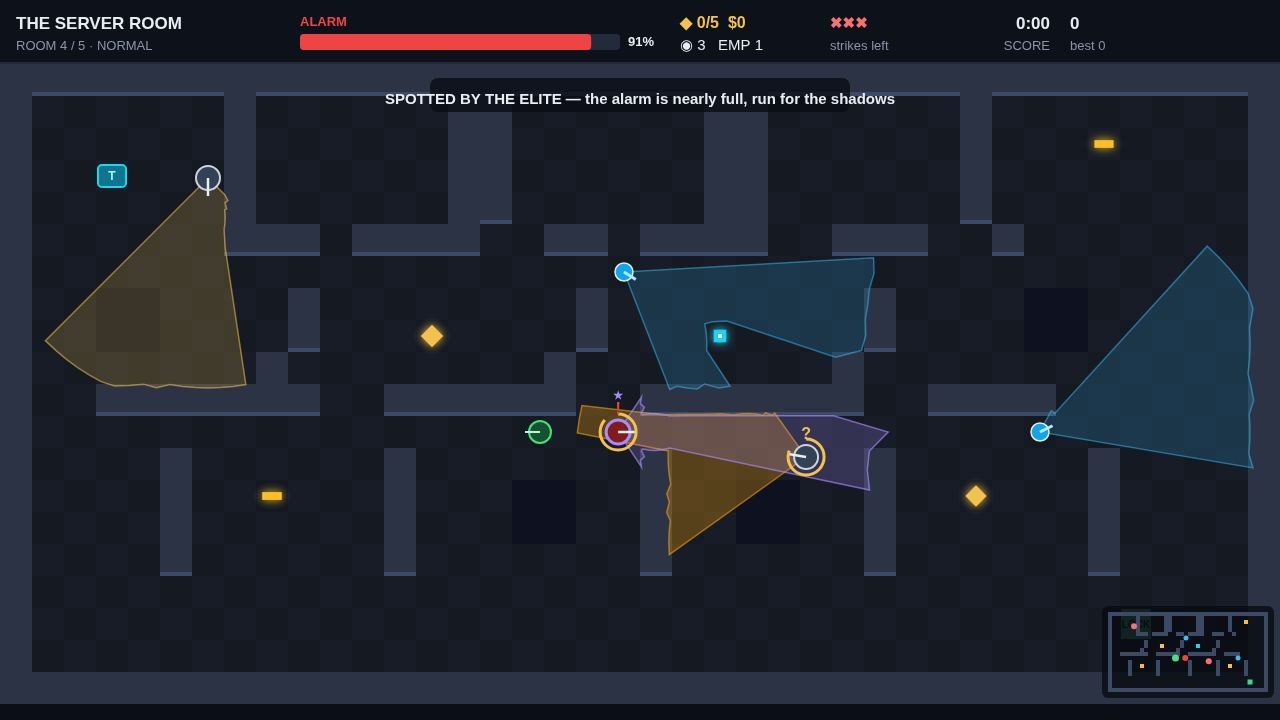 THE SERVER ROOM
ROOM 4 / 5 · NORMAL
ALARM
91%
◆ 0/5 $0
◉ 3 EMP 1
✖✖✖
strikes left
0:00
SCORE
0
best 0
SPOTTED BY THE ELITE — the alarm is nearly full, run for the shadows
T
★
?